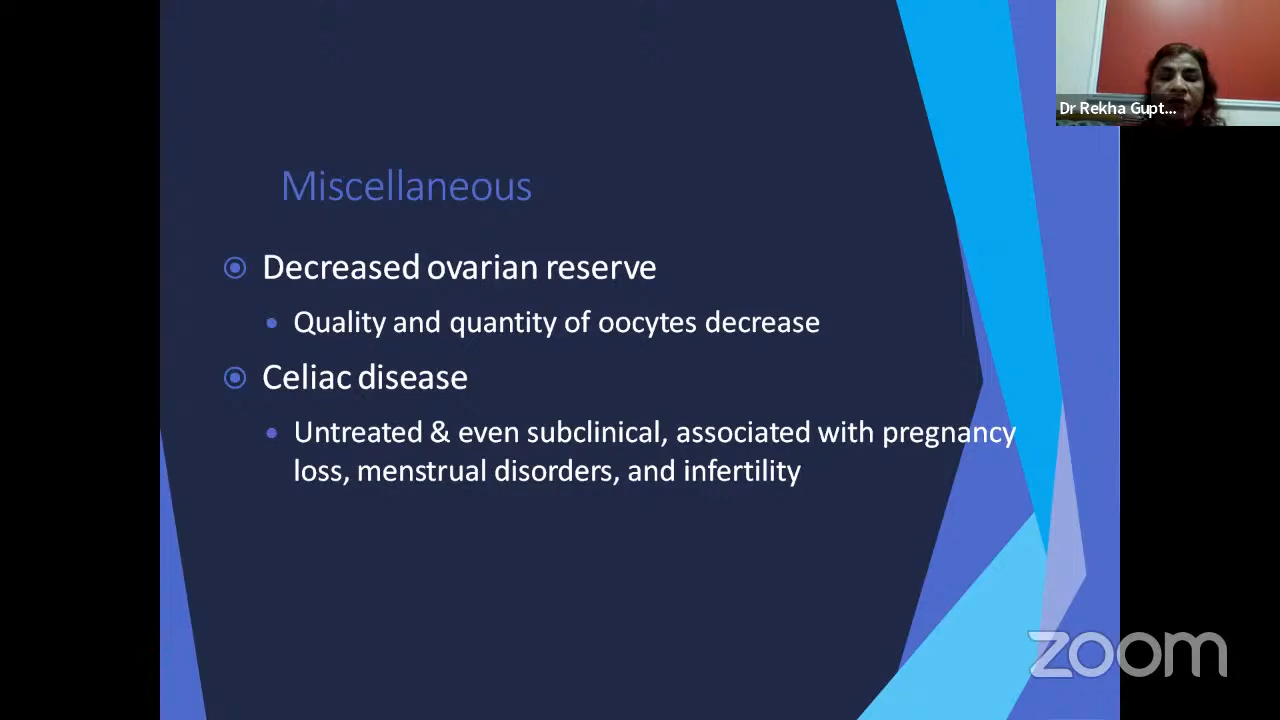 Dr Rekha Gupt...
Miscellaneous
Decreased ovarian reserve
Quality and quantity of oocytes decrease
Celiac disease
Untreated & even subclinical, associated with pregnancy
loss, menstrual disorders, and infertility
zoom